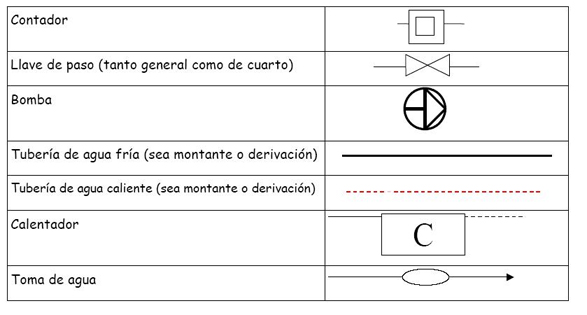 Contador
Llave de paso (tanto general como de cuarto)
Bomba
Tubería de agua fría (sea montante o derivación)
Tubería de agua caliente (sea montante o derivación)
Calentador
C
Toma de agua